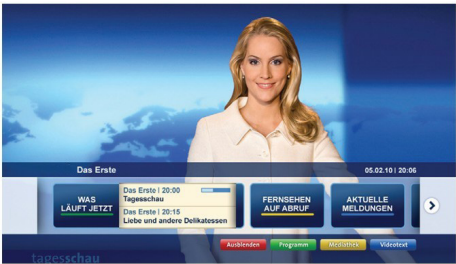 Das Erste
05.02.10 | 20:06
WAS
LÄUFT JETZT
Das Erste | 20:00
Tagesschau
Das Erste | 20:15
Liebe und andere Delikatessen
FERNSEHEN
AUF ABRUF
AKTUELLE
MELDUNGEN
Ausblenden
Programm
Mediathek
Videotext
tagesschau